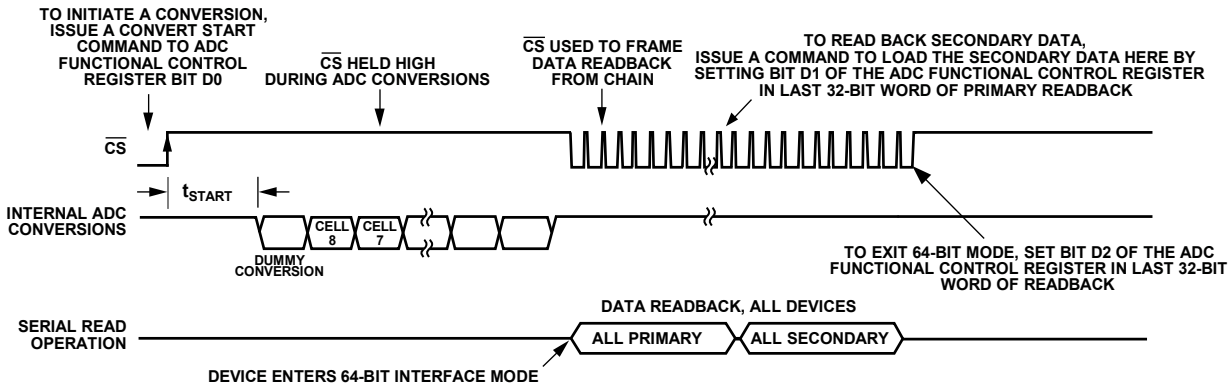 TO INITIATE A CONVERSION,
ISSUE A CONVERT START
COMMAND TO ADC
FUNCTIONAL CONTROL
REGISTER BIT D0
CS HELD HIGH
DURING ADC CONVERSIONS
CS USED TO FRAME
DATA READBACK
FROM CHAIN
TO READ BACK SECONDARY DATA,
ISSUE A COMMAND TO LOAD THE SECONDARY DATA HERE BY
SETTING BIT D1 OF THE ADC FUNCTIONAL CONTROL REGISTER
IN LAST 32-BIT WORD OF PRIMARY READBACK
CS
tSTART
INTERNAL ADC
CONVERSIONS
CELL
8
CELL
7
DUMMY
CONVERSION
TO EXIT 64-BIT MODE, SET BIT D2 OF THE ADC
FUNCTIONAL CONTROL REGISTER IN LAST 32-BIT
WORD OF READBACK
DATA READBACK, ALL DEVICES
SERIAL READ
OPERATION
ALL PRIMARY
ALL SECONDARY
DEVICE ENTERS 64-BIT INTERFACE MODE